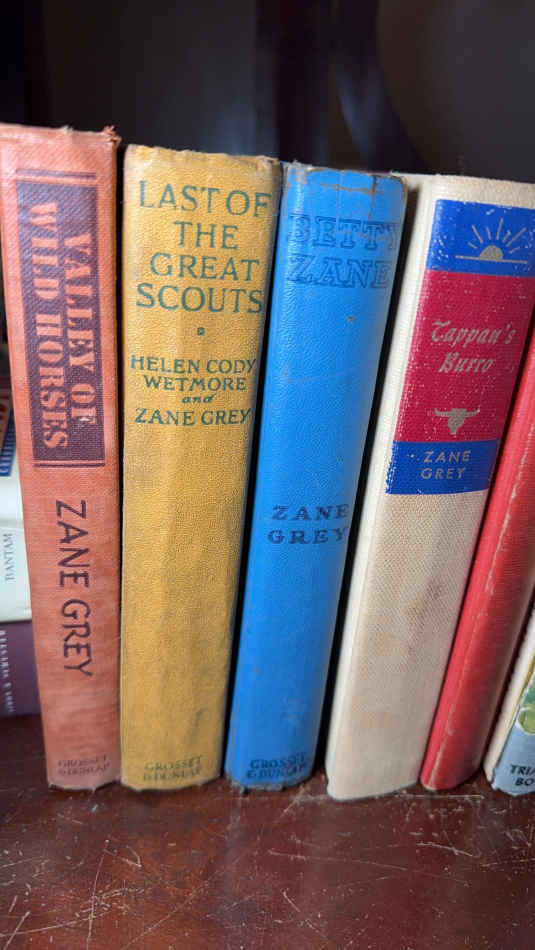 VALLEY OF
WILD HORSES
ZANE GREY
GROSSET
& DUNLAP
LAST OF
THE
GREAT
SCOUTS
HELEN CODY
WETMORE
and
ZANE GREY
GROSSET
& DUNLAP
BETTY
ZANE
ZANE
GREY
GROSSET
& DUNLAP
Tappan's
Burro
ZANE
GREY
BANTAM